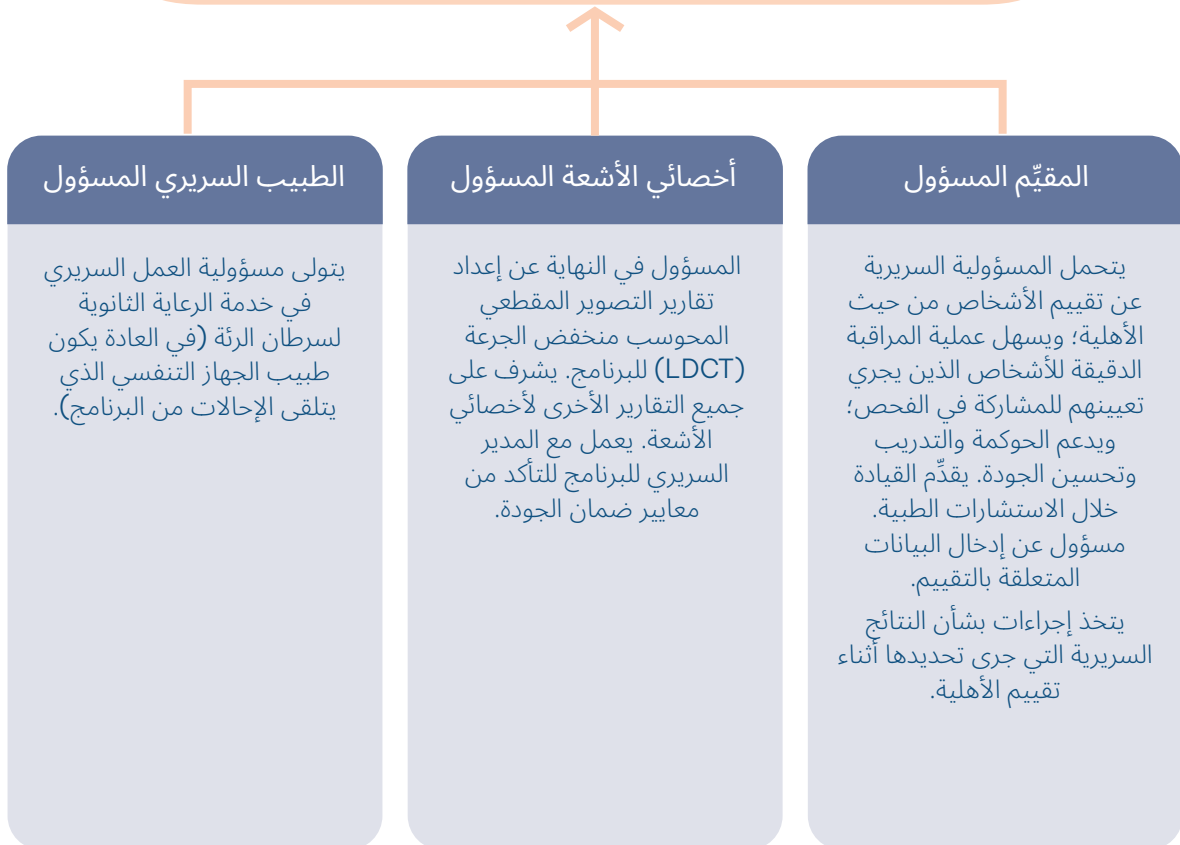 المقيِّم المسؤول
يتحمل المسؤولية السريرية
عن تقييم الأشخاص من حيث
الأهلية؛ ويسهل عملية المراقبة
الدقيقة للأشخاص الذين يجري
تعيينهم للمشاركة في الفحص؛
ويدعم الحوكمة والتدريب
وتحسين الجودة. يقدِّم القيادة
خلال الاستشارات الطبية.
مسؤول عن إدخال البيانات
المتعلقة بالتقييم.
يتخذ إجراءات بشأن النتائج
السريرية التي جرى تحديدها أثناء
تقييم الأهلية.
أخصائي الأشعة المسؤول
المسؤول في النهاية عن إعداد
تقارير التصوير المقطعي
المحوسب منخفض الجرعة
(LDCT) للبرنامج. يشرف على
جميع التقارير الأخرى لأخصائي
الأشعة. يعمل مع المدير
السريري للبرنامج للتأكد من
معايير ضمان الجودة.
الطبيب السريري المسؤول
يتولى مسؤولية العمل السريري
في خدمة الرعاية الثانوية
لسرطان الرئة (في العادة يكون
طبيب الجهاز التنفسي الذي
يتلقى الإحالات من البرنامج).